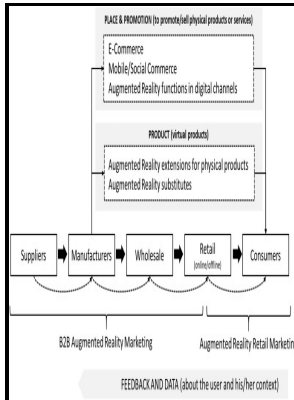 PLACE & PROMOTION (to promote/sell physical products or services)
E-Commerce
Mobile/Social Commerce
Augmented Reality functions in digital channels
PRODUCT (virtual products)
Augmented Reality extensions for physical products
Augmented Reality substitutes
Suppliers
Manufacturers
Wholesale
Retail
(online/offline)
Consumers
B2B Augmented Reality Marketing
Augmented Reality Retail Marketin
FEEDBACK AND DATA (about the user and his/her context)